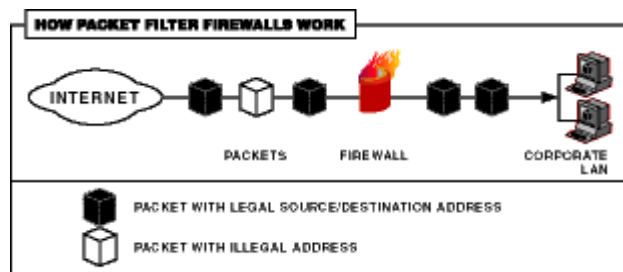 HOW PACKET FILTER FIREWALLS WORK
INTERNET
PACKETS
FIREWALL
CORPORATE
LAN
PACKET WITH LEGAL SOURCE/DESTINATION ADDRESS
PACKET WITH ILLEGAL ADDRESS